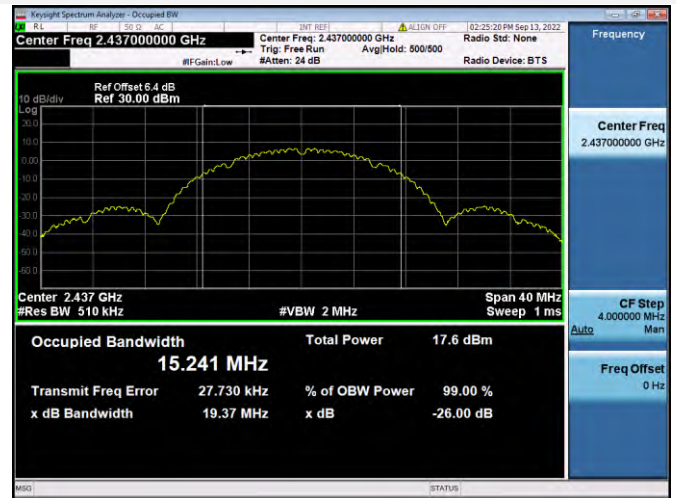 Keysight Spectrum Analyzer - Occupied BW
RL RF 50 Ω AC INT REF ALIGN OFF 02:25:20 PM Sep 13, 2022
Center Freq 2.437000000 GHz Center Freq: 2.437000000 GHz Radio Std: None
Trig: Free Run Avg|Hold: 500/500
#IFGain:Low #Atten: 24 dB Radio Device: BTS
Frequency
Ref Offset 6.4 dB
10 dB/div Ref 30.00 dBm
Log
20.0
10.0
0.00
-10.0
-20.0
-30.0
-40.0
-50.0
-60.0
Center 2.437 GHz Span 40 MHz
#Res BW 510 kHz #VBW 2 MHz Sweep 1 ms
Center Freq
2.437000000 GHz
CF Step
4.000000 MHz
Auto Man
Freq Offset
0 Hz
Occupied Bandwidth Total Power 17.6 dBm
15.241 MHz
Transmit Freq Error 27.730 kHz % of OBW Power 99.00 %
x dB Bandwidth 19.37 MHz x dB -26.00 dB
MSG STATUS